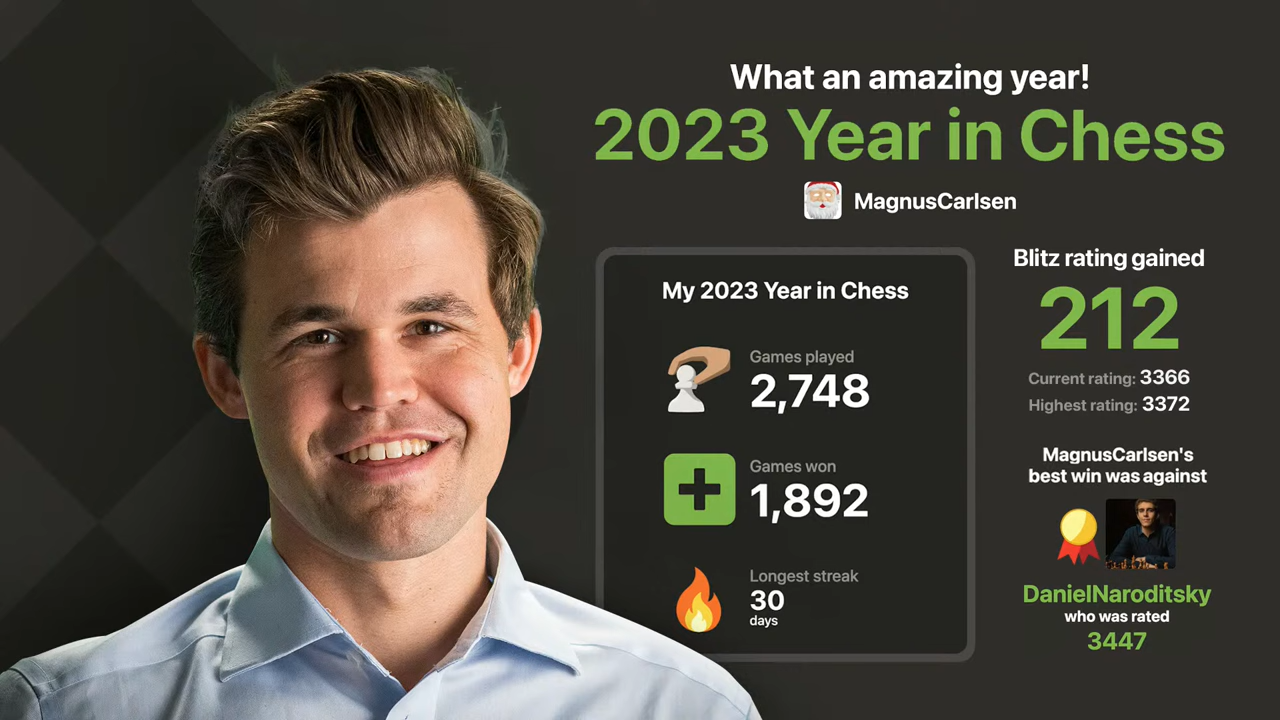 What an amazing year!
2023 Year in Chess
MagnusCarlsen
My 2023 Year in Chess
Games played
2,748
Games won
1,892
Longest streak
30
days
Blitz rating gained
212
Current rating: 3366
Highest rating: 3372
MagnusCarlsen's
best win was against
DanielNaroditsky
who was rated
3447